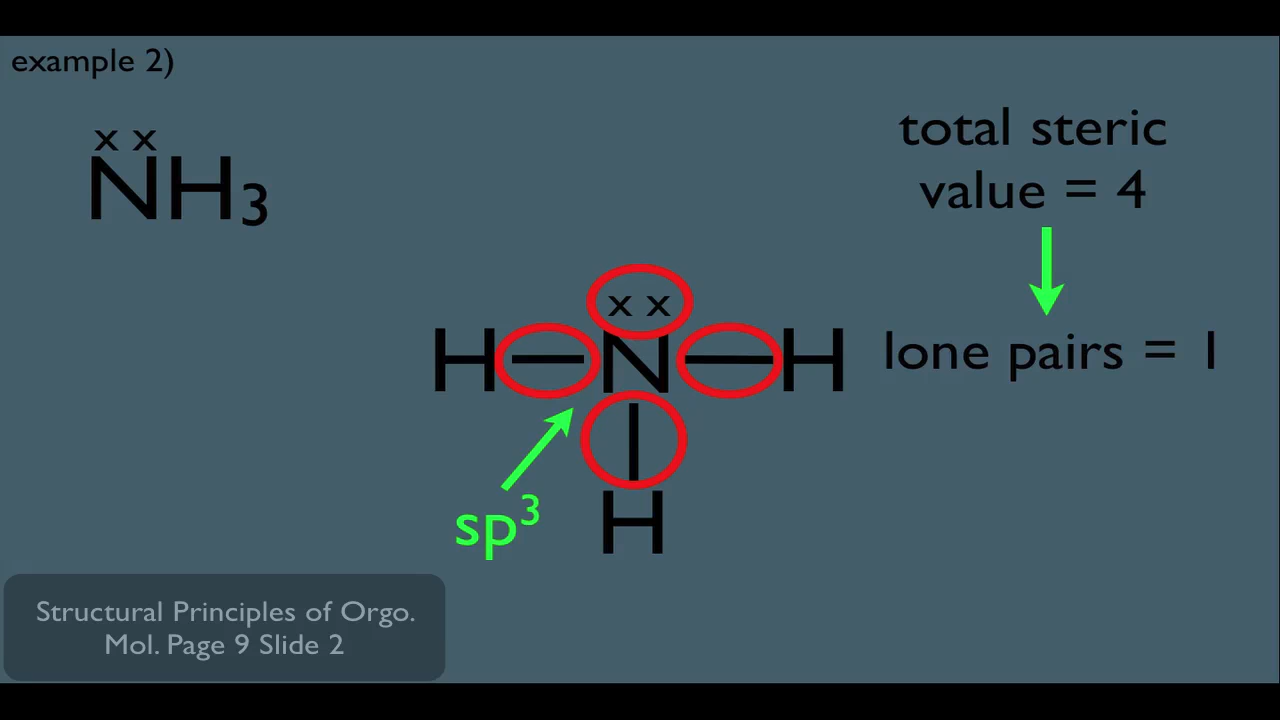 example 2)
x x
NH₃
total steric
value = 4
lone pairs = 1
x x
H N H
H
sp³
Structural Principles of Orgo.
Mol. Page 9 Slide 2